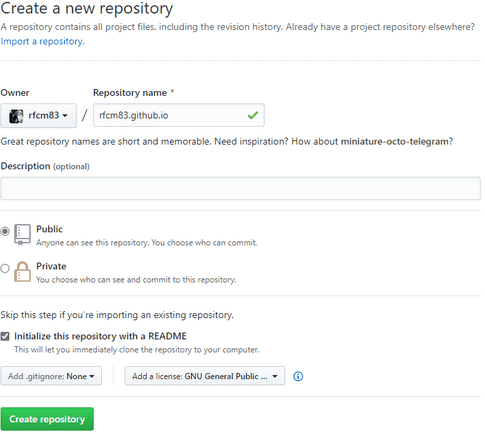 Create a new repository
A repository contains all project files, including the revision history. Already have a project repository elsewhere?
Import a repository.
Owner Repository name *
rfcm83 / rfcm83.github.io
Great repository names are short and memorable. Need inspiration? How about miniature-octo-telegram?
Description (optional)
Public
Anyone can see this repository. You choose who can commit.
Private
You choose who can see and commit to this repository.
Skip this step if you're importing an existing repository.
Initialize this repository with a README
This will let you immediately clone the repository to your computer.
Add .gitignore: None Add a license: GNU General Public ...
Create repository